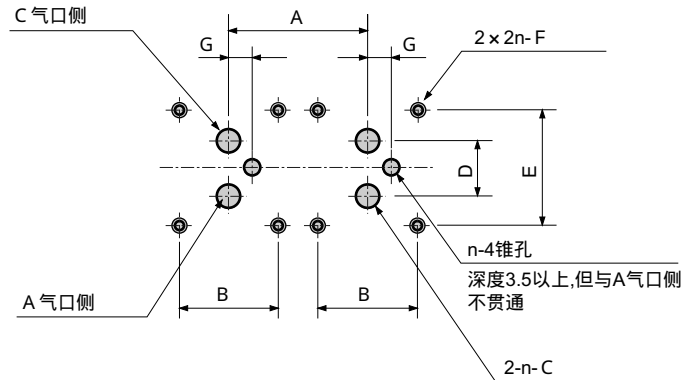 C 气口侧
A
G
G
2×2n-F
D
E
n-4锥孔
深度3.5以上,但与A气口侧
不贯通
B
B
A 气口侧
2-n-C